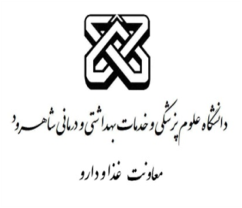 دانشگاه علوم پزشکی و خدمات بهداشتی و درمانی شاهرود
معاونت غذا و دارو